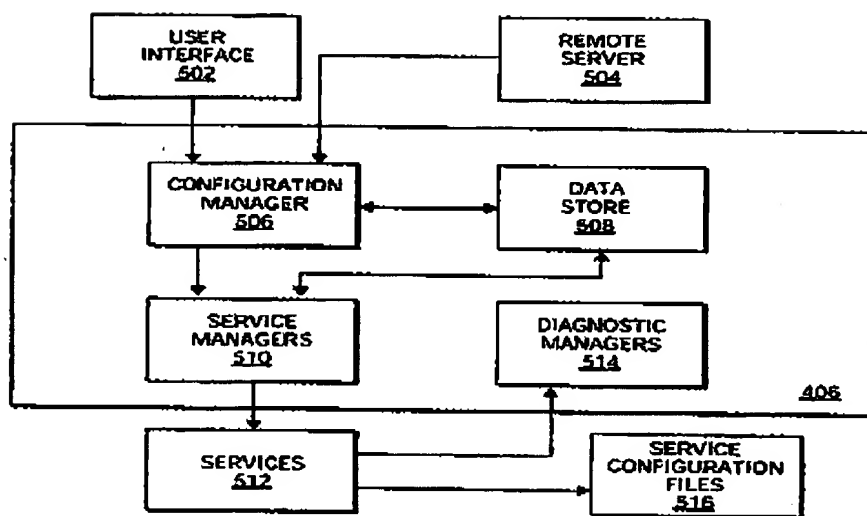 USER
INTERFACE
502
REMOTE
SERVER
504
CONFIGURATION
MANAGER
506
DATA
STORE
508
SERVICE
MANAGERS
510
DIAGNOSTIC
MANAGERS
514
406
SERVICES
512
SERVICE
CONFIGURATION
FILES
516